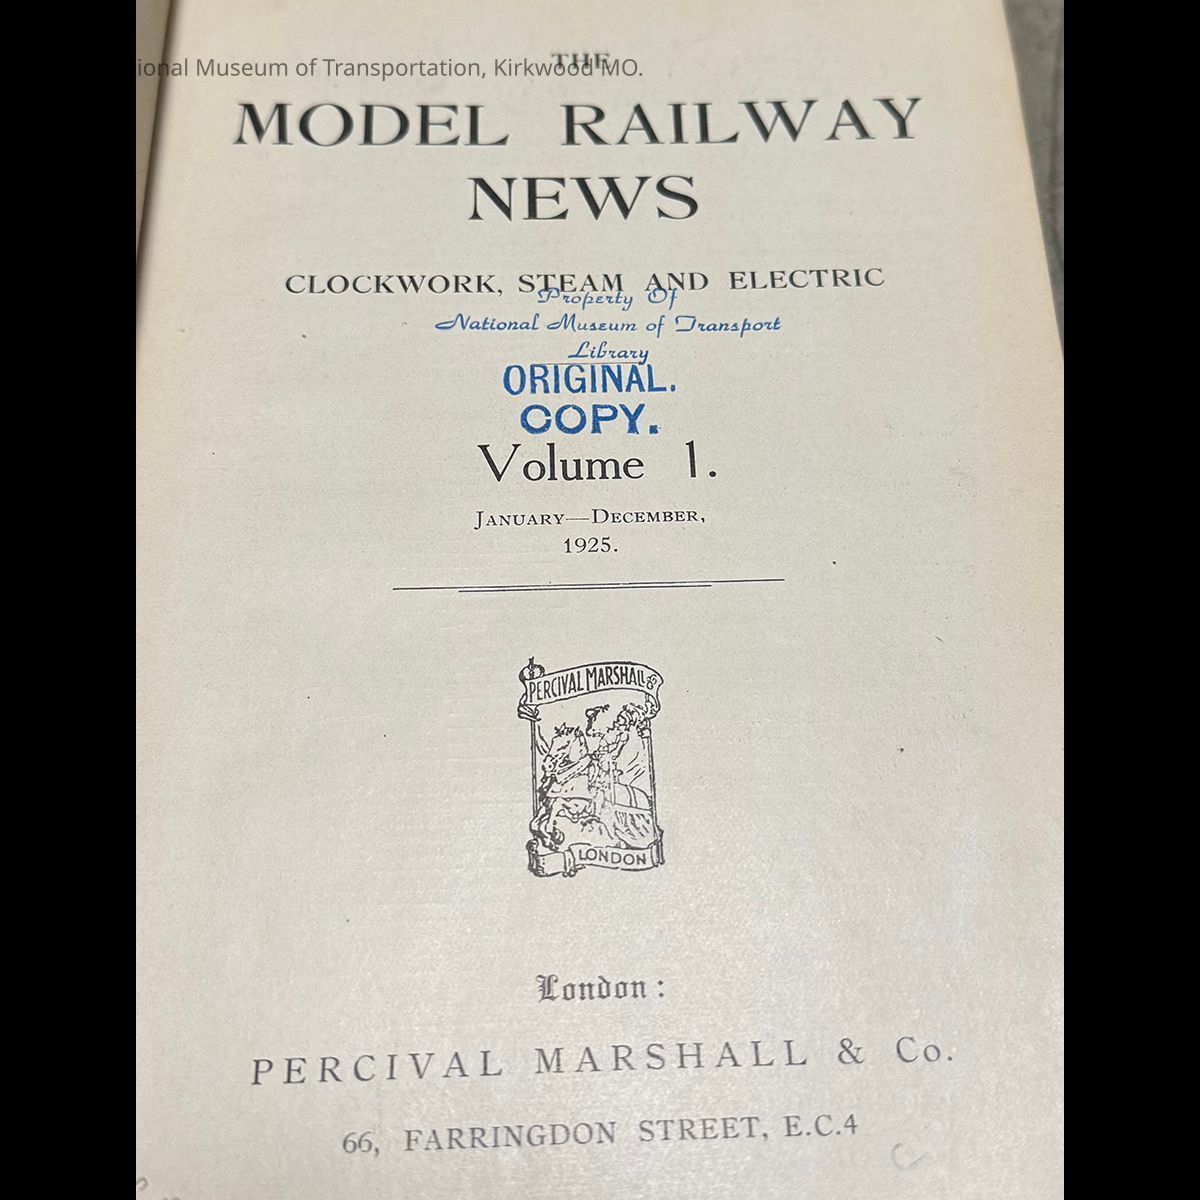 ional Museum of Transportation, Kirkwood MO.
THE
MODEL RAILWAY
NEWS
CLOCKWORK, STEAM AND ELECTRIC
Property Of
National Museum of Transport
Library
ORIGINAL.
COPY.
Volume 1.
JANUARY—DECEMBER,
1925.
PERCIVAL MARSHALL & Co
LONDON
London:
PERCIVAL MARSHALL & Co.
66, FARRINGDON STREET, E.C.4